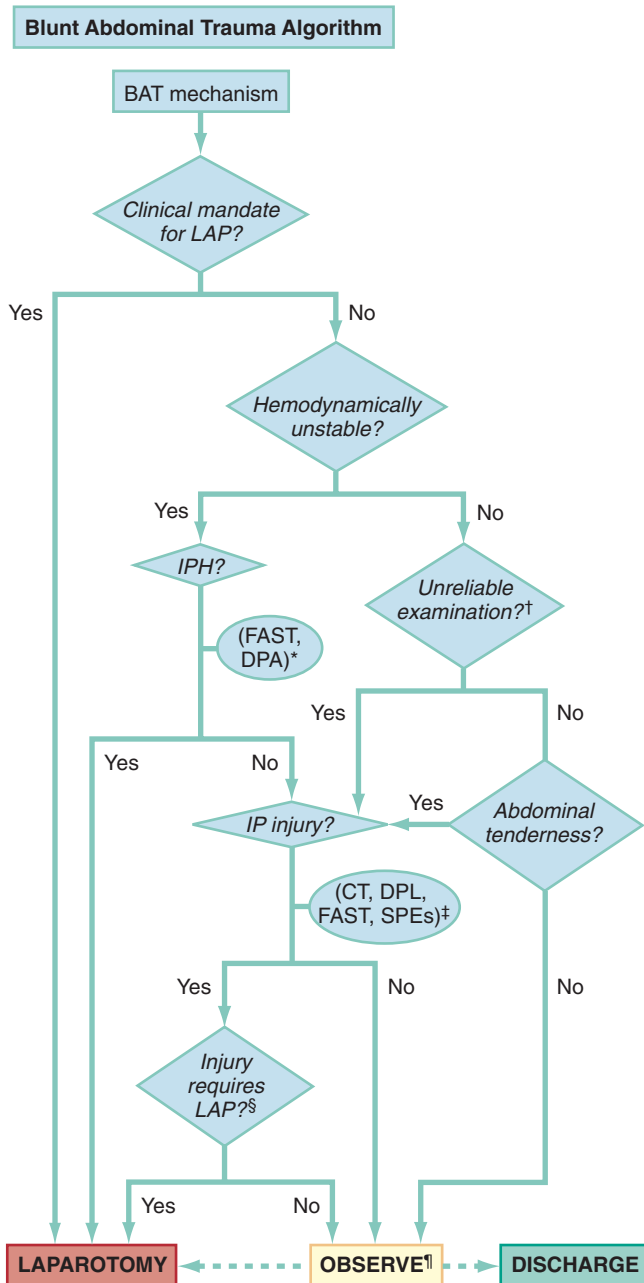 Blunt Abdominal Trauma Algorithm
BAT mechanism
Clinical mandate
for LAP?
Yes
No
Hemodynamically
unstable?
Yes
No
IPH?
Unreliable
examination?†
(FAST,
DPA)*
Yes
No
Yes
No
IP injury?
Yes
Abdominal
tenderness?
(CT, DPL,
FAST, SPEs)‡
Yes
No
No
Injury
requires
LAP?§
Yes
No
LAPAROTOMY
OBSERVE¶
DISCHARGE